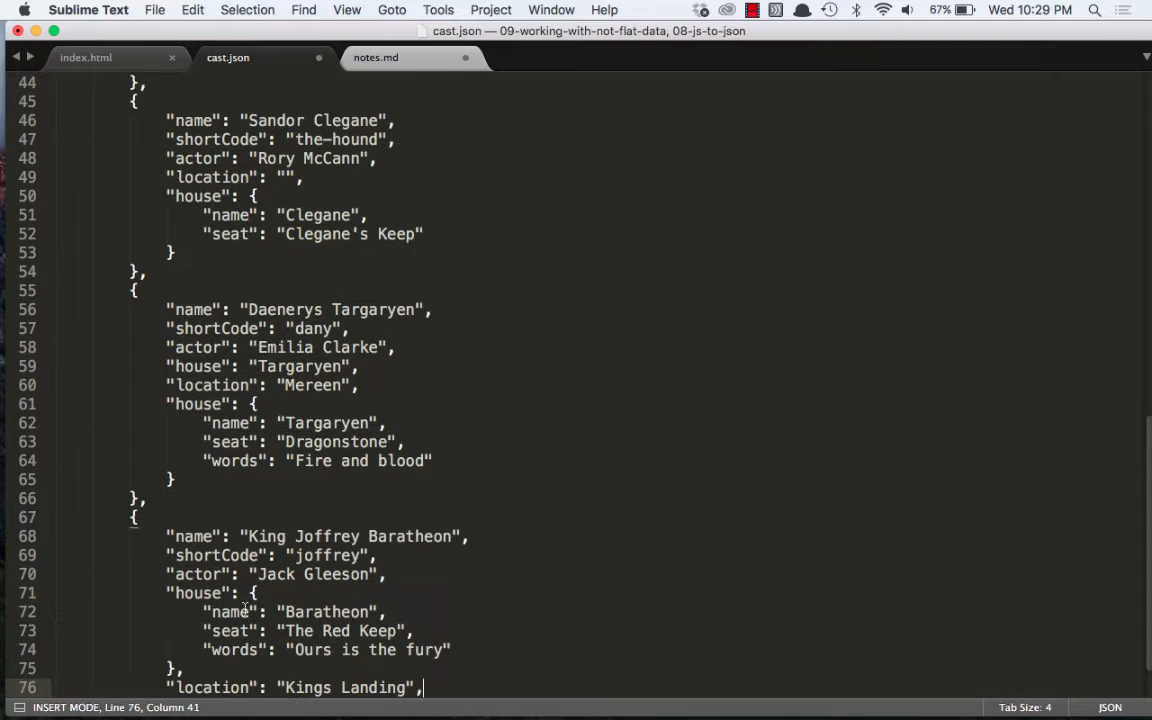 Sublime Text File Edit Selection Find View Goto Tools Project Window Help 67% Wed 10:29 PM
cast.json — 09-working-with-not-flat-data, 08-js-to-json
index.html cast.json notes.md
44 },
45 {
46 "name": "Sandor Clegane",
47 "shortCode": "the-hound",
48 "actor": "Rory McCann",
49 "location": "",
50 "house": {
51 "name": "Clegane",
52 "seat": "Clegane's Keep"
53 }
54 },
55 {
56 "name": "Daenerys Targaryen",
57 "shortCode": "dany",
58 "actor": "Emilia Clarke",
59 "house": "Targaryen",
60 "location": "Mereen",
61 "house": {
62 "name": "Targaryen",
63 "seat": "Dragonstone",
64 "words": "Fire and blood"
65 }
66 },
67 {
68 "name": "King Joffrey Baratheon",
69 "shortCode": "joffrey",
70 "actor": "Jack Gleeson",
71 "house": {
72 "name": "Baratheon",
73 "seat": "The Red Keep",
74 "words": "Ours is the fury"
75 },
76 "location": "Kings Landing",
INSERT MODE, Line 76, Column 41 Tab Size: 4 JSON